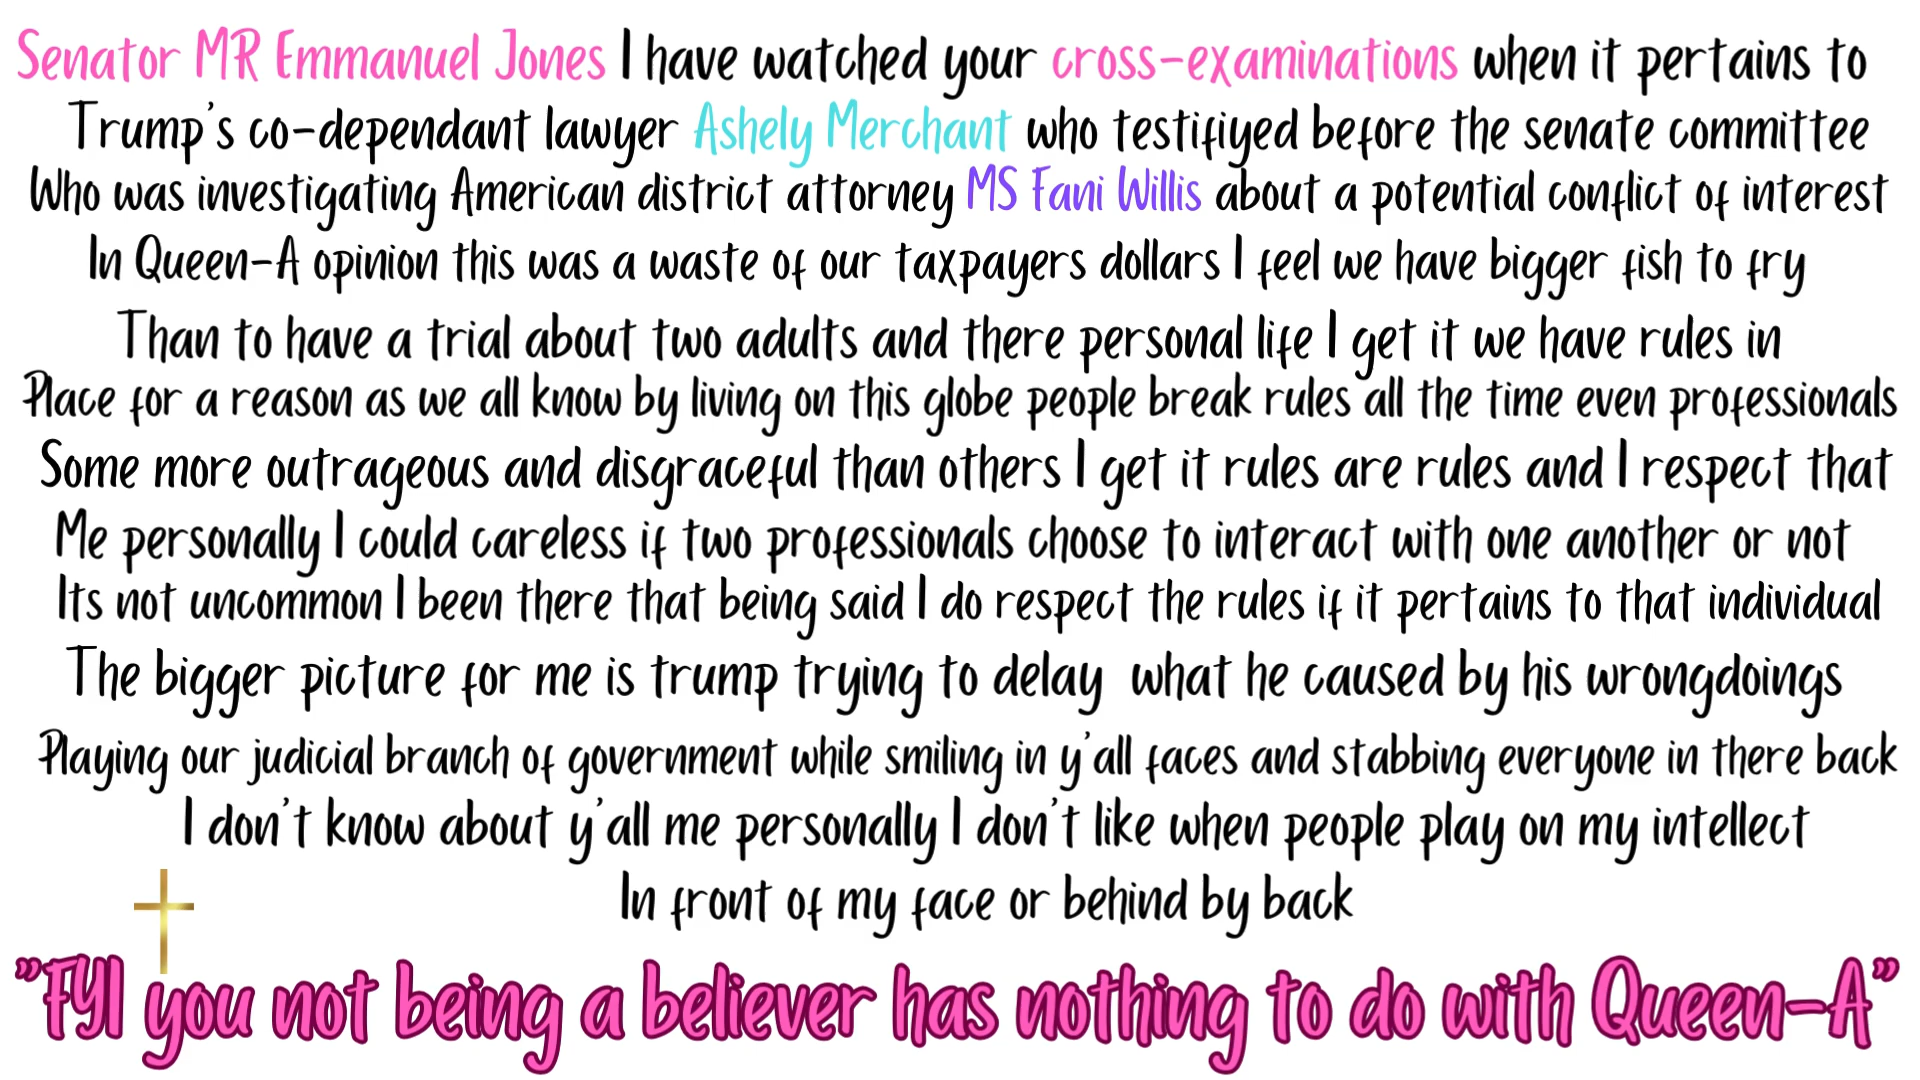 Senator MR Emmanuel Jones I have watched your cross-examinations when it pertains to
Trump's co-dependant lawyer Ashely Merchant who testifiyed before the senate committee
Who was investigating American district attorney MS Fani Willis about a potential conflict of interest
In Queen-A opinion this was a waste of our taxpayers dollars I feel we have bigger fish to fry
Than to have a trial about two adults and there personal life I get it we have rules in
Place for a reason as we all know by living on this globe people break rules all the time even professionals
Some more outrageous and disgraceful than others I get it rules are rules and I respect that
Me personally I could careless if two professionals choose to interact with one another or not
Its not uncommon I been there that being said I do respect the rules if it pertains to that individual
The bigger picture for me is trump trying to delay what he caused by his wrongdoings
Playing our judicial branch of government while smiling in y'all faces and stabbing everyone in there back
I don't know about y'all me personally I don't like when people play on my intellect
In front of my face or behind by back
"FYI you not being a believer has nothing to do with Queen-A"